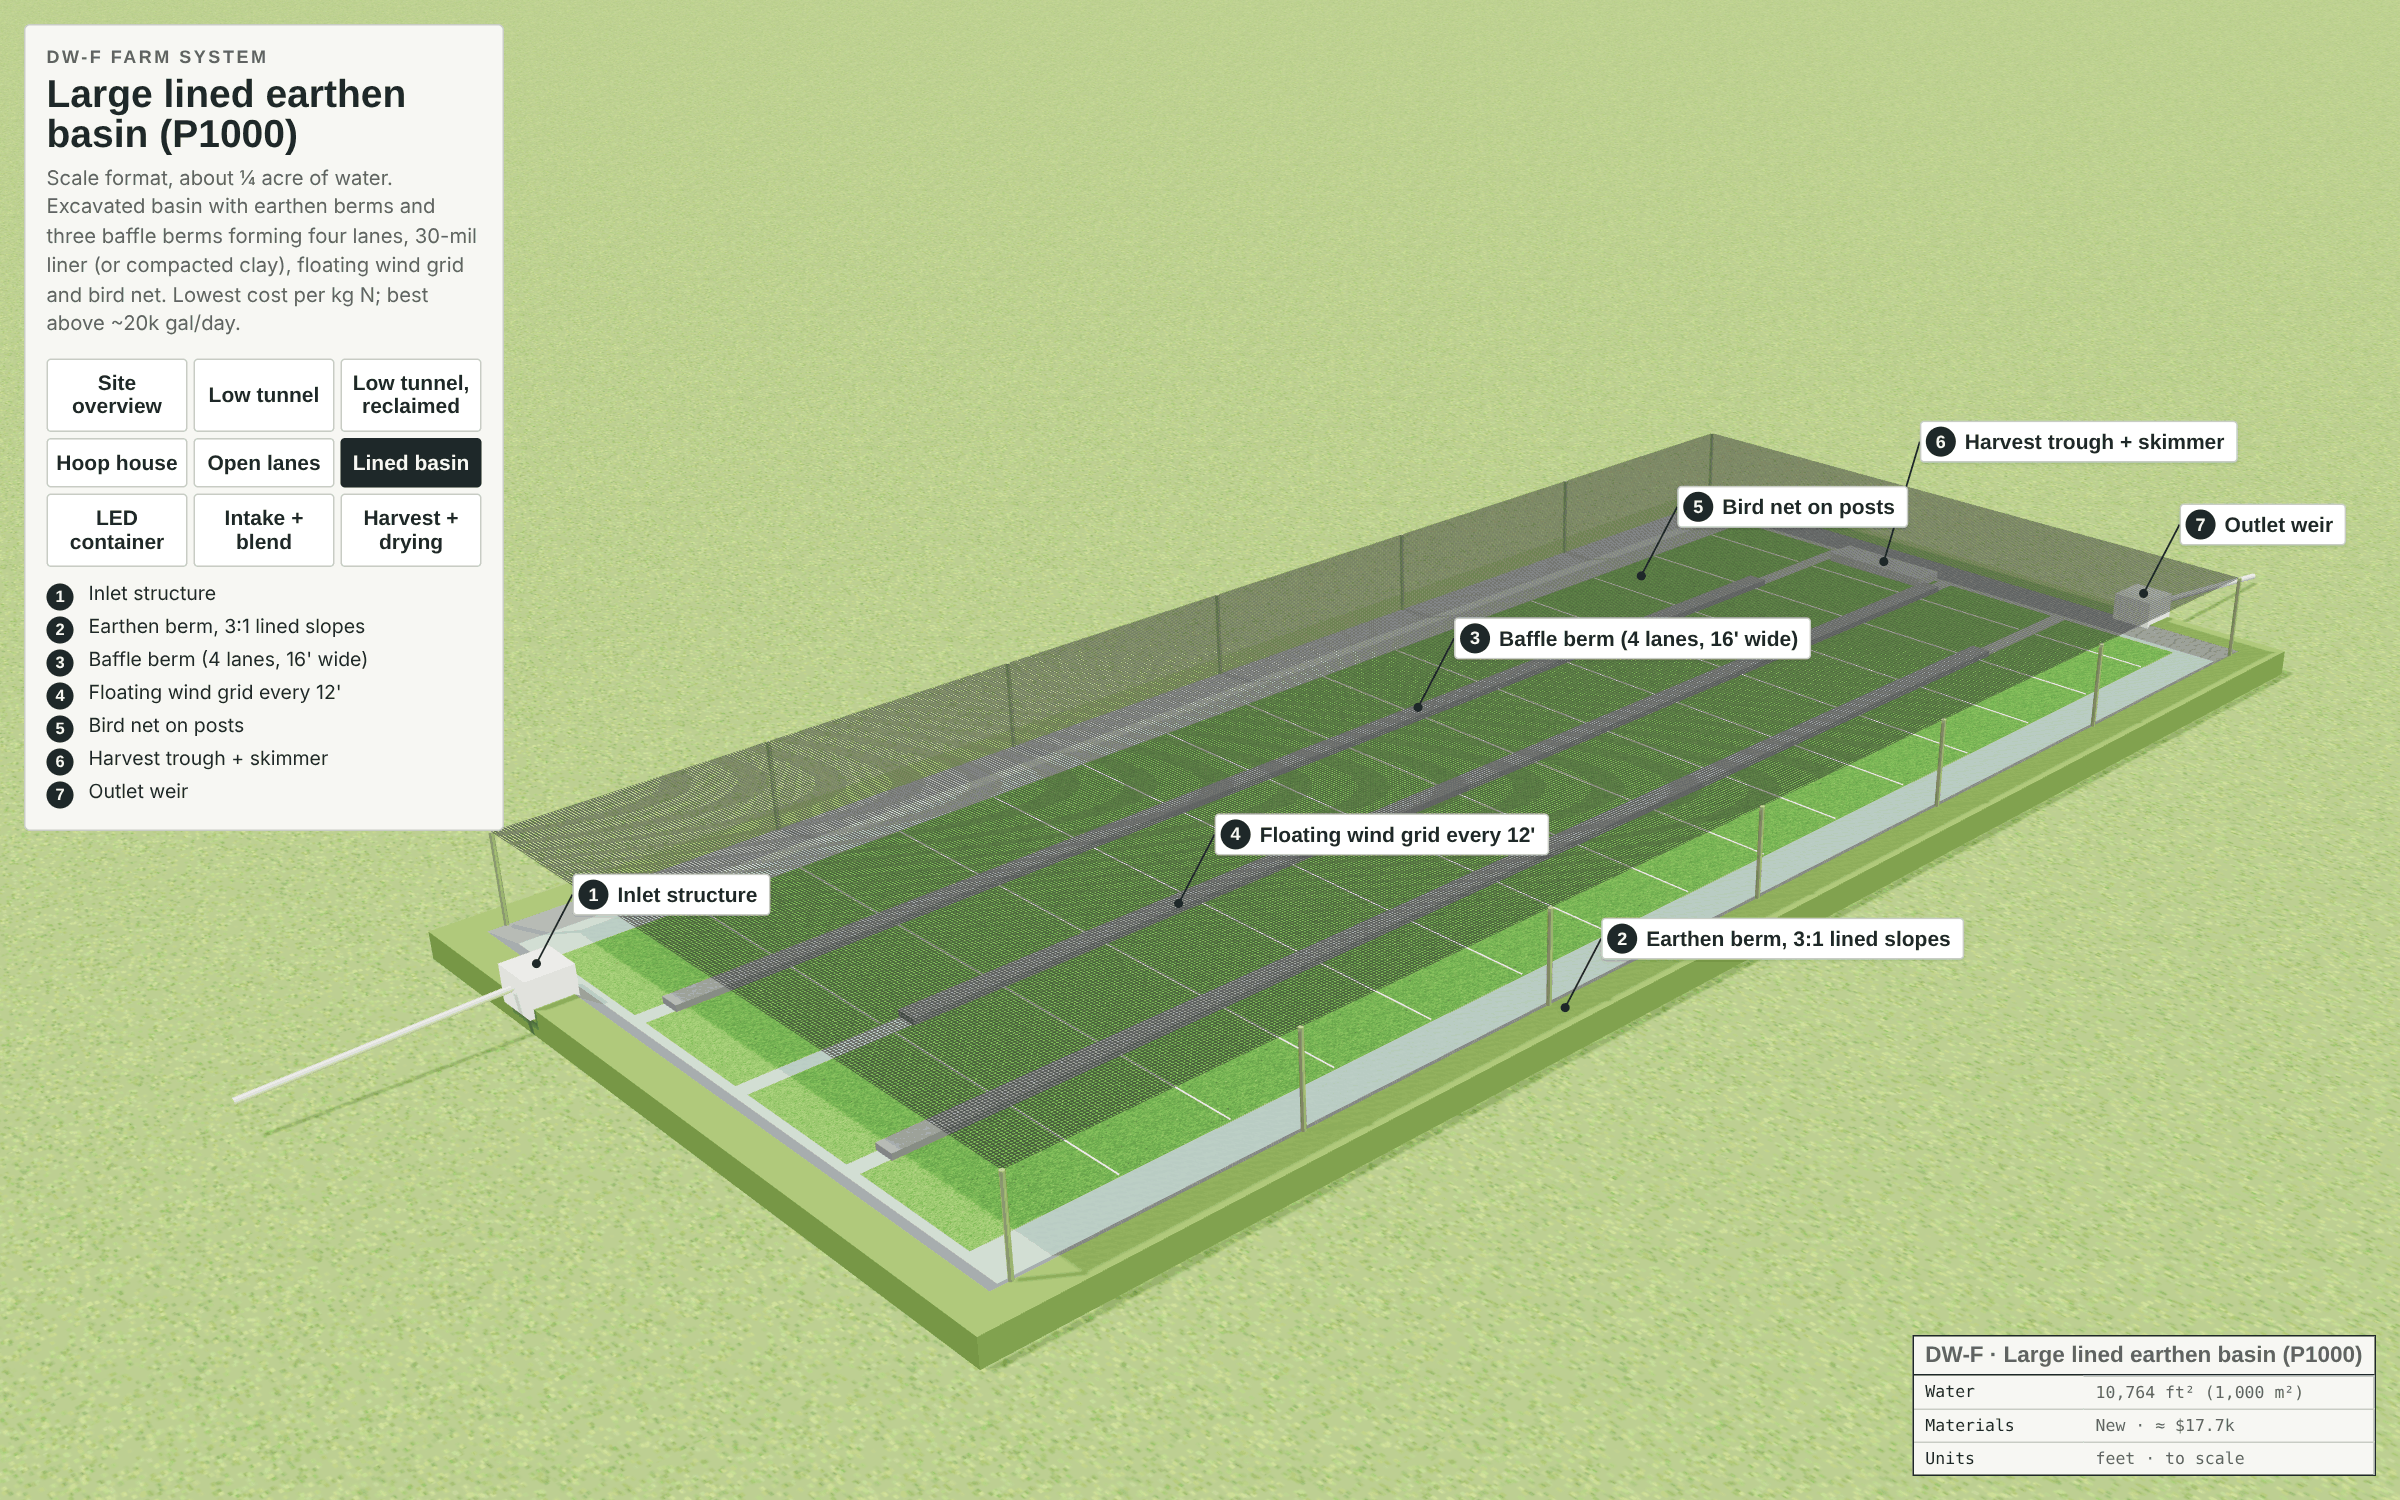 DW-F FARM SYSTEM
Large lined earthen
basin (P1000)
Scale format, about ¼ acre of water.
Excavated basin with earthen berms and
three baffle berms forming four lanes, 30-mil
liner (or compacted clay), floating wind grid
and bird net. Lowest cost per kg N; best
above ~20k gal/day.
Site
overview
Low tunnel
Low tunnel,
reclaimed
Hoop house
Open lanes
Lined basin
LED
container
Intake +
blend
Harvest +
drying
1 Inlet structure
2 Earthen berm, 3:1 lined slopes
3 Baffle berm (4 lanes, 16' wide)
4 Floating wind grid every 12'
5 Bird net on posts
6 Harvest trough + skimmer
7 Outlet weir
6 Harvest trough + skimmer
5 Bird net on posts
7 Outlet weir
3 Baffle berm (4 lanes, 16' wide)
4 Floating wind grid every 12'
1 Inlet structure
2 Earthen berm, 3:1 lined slopes
DW-F · Large lined earthen basin (P1000)
Water 10,764 ft² (1,000 m²)
Materials New · ≈ $17.7k
Units feet · to scale